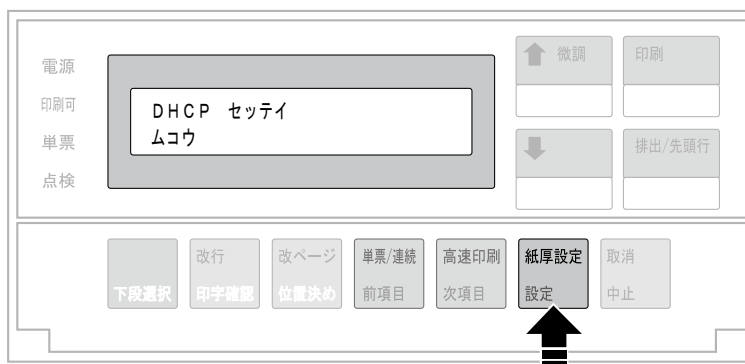 電源
印刷可
単票
点検
DHCP セッテイ
ムコウ
微調
印刷
排出/先頭行
下段選択
改行
印字確認
改ページ
位置決め
単票/連続
前項目
高速印刷
次項目
紙厚設定
設定
取消
中止